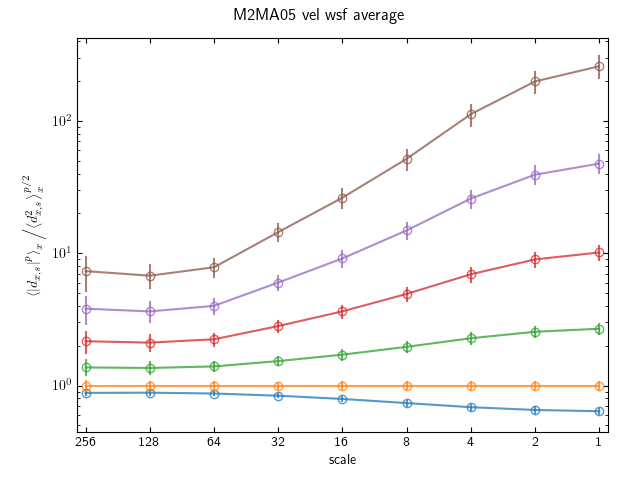 M2MA05 vel wsf average
⟨|d_{x,s}|^p⟩_x / ⟨d_{x,s}^2⟩_x^{p/2}
10^2
10^1
10^0
256 128 64 32 16 8 4 2 1
scale